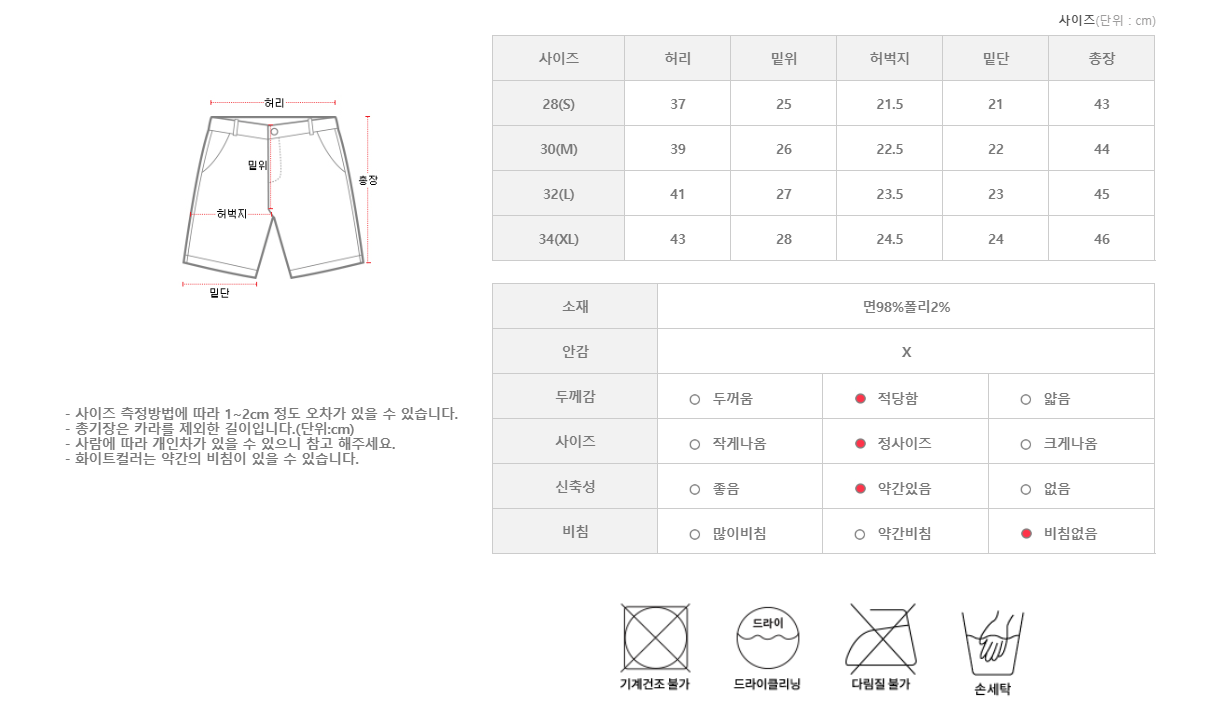 사이즈(단위 : cm)
사이즈 허리 밑위 허벅지 밑단 총장
28(S) 37 25 21.5 21 43
30(M) 39 26 22.5 22 44
32(L) 41 27 23.5 23 45
34(XL) 43 28 24.5 24 46
허리
밑위
총장
허벅지
밑단
소재 면98%폴리2%
안감 X
두께감 두꺼움 적당함 얇음
사이즈 작게나옴 정사이즈 크게나옴
신축성 좋음 약간있음 없음
비침 많이비침 약간비침 비침없음
- 사이즈 측정방법에 따라 1~2cm 정도 오차가 있을 수 있습니다.
- 총기장은 카라를 제외한 길이입니다.(단위:cm)
- 사람에 따라 개인차가 있을 수 있으니 참고 해주세요.
- 화이트컬러는 약간의 비침이 있을 수 있습니다.
드라이
기계건조 불가 드라이클리닝 다림질 불가 손세탁